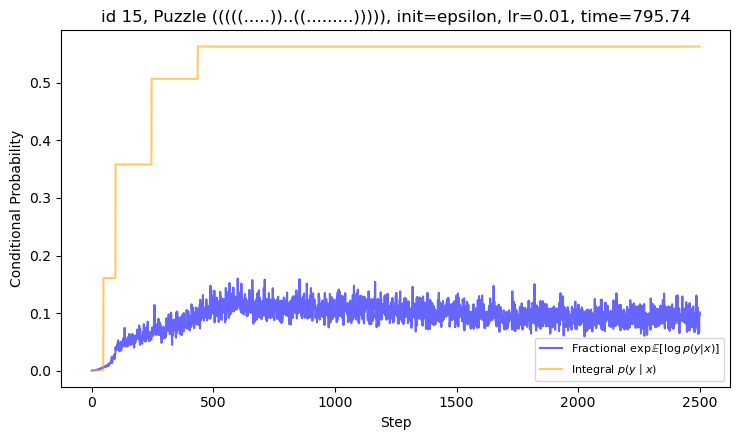 id 15, Puzzle (((((.....))..((.........))))), init=epsilon, lr=0.01, time=795.74
Conditional Probability
0.5
0.4
0.3
0.2
0.1
0.0
Fractional exp 𝔼[log p(y|x)]
Integral p(y | x)
0
500
1000
1500
2000
2500
Step